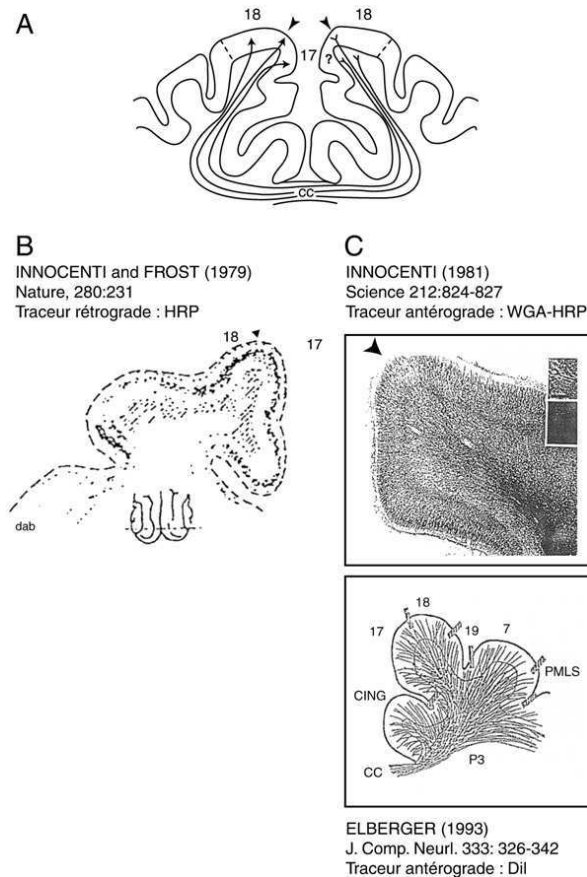 A
18
18
17
?
CC
B
INNOCENTI and FROST (1979)
Nature, 280:231
Traceur rétrograde : HRP
18
17
dab
C
INNOCENTI (1981)
Science 212:824-827
Traceur antérograde : WGA-HRP
18
17
19
7
PMLS
CING
P3
CC
ELBERGER (1993)
J. Comp. Neurl. 333: 326-342
Traceur antérograde : Dil